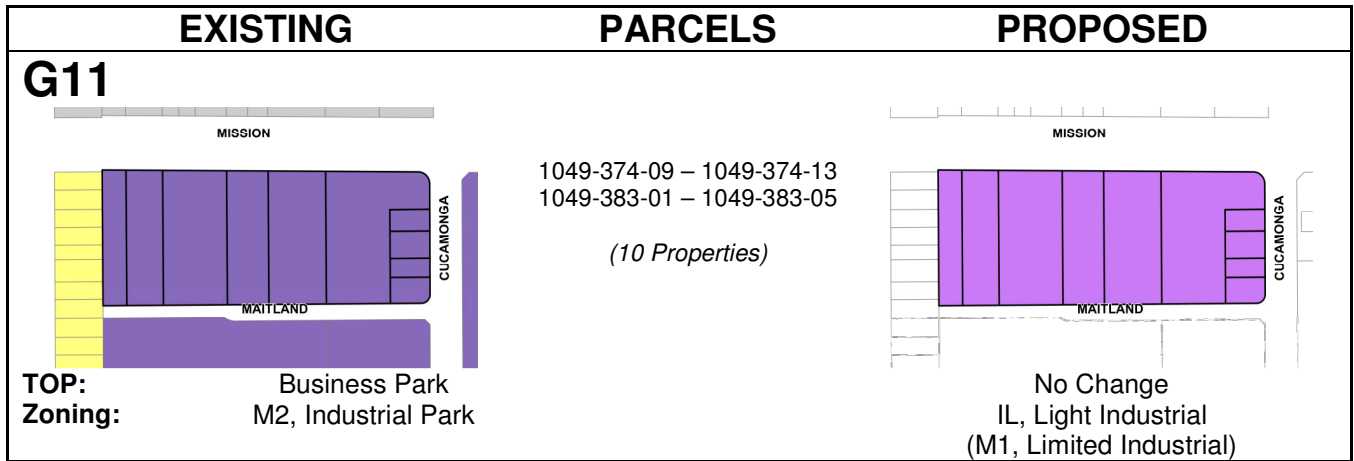 EXISTING PARCELS PROPOSED
G11
MISSION
CUCAMONGA
MAITLAND
1049-374-09 – 1049-374-13
1049-383-01 – 1049-383-05
(10 Properties)
MISSION
CUCAMONGA
MAITLAND
TOP: Business Park No Change
Zoning: M2, Industrial Park IL, Light Industrial
(M1, Limited Industrial)